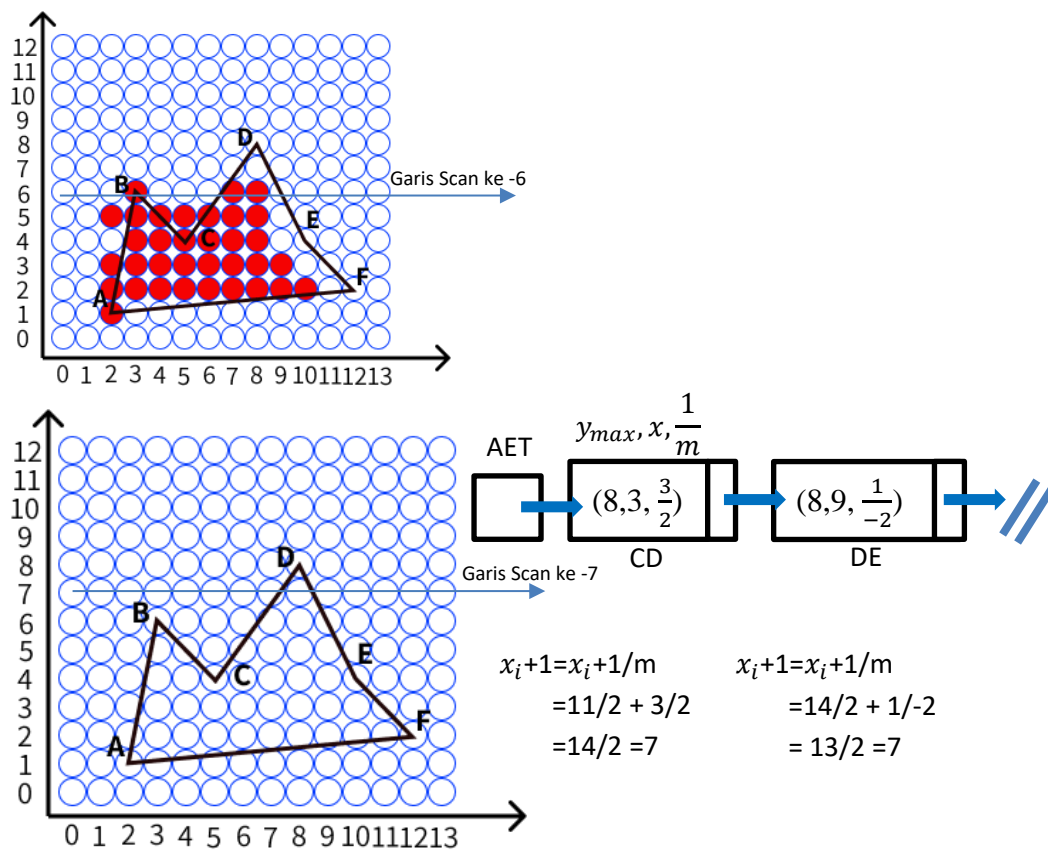 12
11
10
9
8
7
6
5
4
3
2
1
0
D
B
E
C
F
A
Garis Scan ke -6
0 1 2 3 4 5 6 7 8 9 10 11 12 13
12
11
10
9
8
7
6
5
4
3
2
1
0
D
B
E
C
F
A
Garis Scan ke -7
0 1 2 3 4 5 6 7 8 9 10 11 12 13
AET
y_max, x, 1/m
(8,3, 3/2)
CD
(8,9, 1/-2)
DE
x_i+1=x_i+1/m
=11/2 + 3/2
=14/2 =7
x_i+1=x_i+1/m
=14/2 + 1/-2
= 13/2 =7